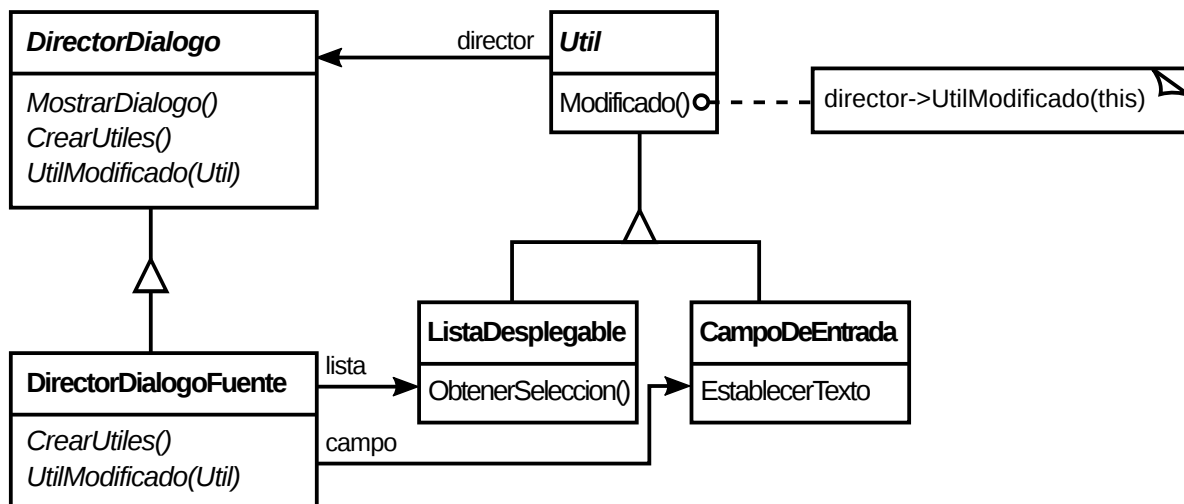 DirectorDialogo
MostrarDialogo()
CrearUtiles()
UtilModificado(Util)
director
Util
Modificado()
director->UtilModificado(this)
ListaDesplegable
ObtenerSeleccion()
CampoDeEntrada
EstablecerTexto
DirectorDialogoFuente
CrearUtiles()
UtilModificado(Util)
lista
campo